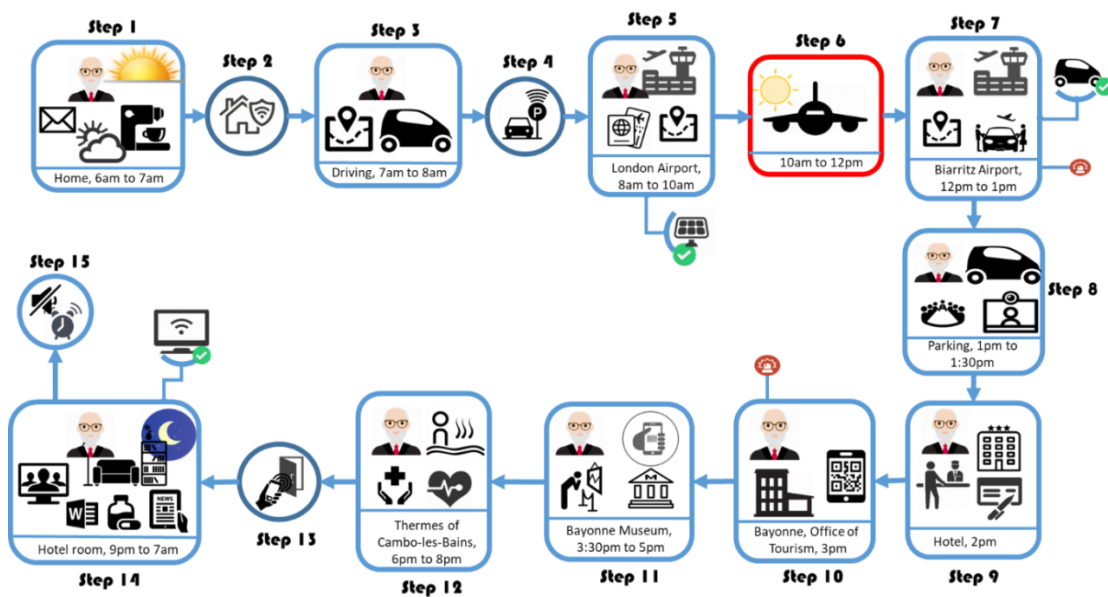 Step 1
Home, 6am to 7am
Step 2
Step 3
Driving, 7am to 8am
Step 4
P
Step 5
London Airport,
8am to 10am
Step 6
10am to 12pm
Step 7
Biarritz Airport,
12pm to 1pm
Step 8
Parking, 1pm to
1:30pm
Step 9
Hotel, 2pm
Step 10
Bayonne, Office of
Tourism, 3pm
Step 11
M
M
Bayonne Museum,
3:30pm to 5pm
Step 12
Thermes of
Cambo-les-Bains,
6pm to 8pm
Step 13
Step 14
W
NEWS
Hotel room, 9pm to 7am
Step 15